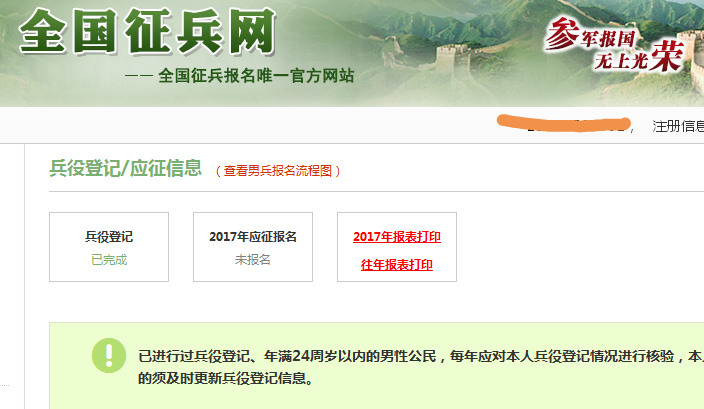 全国征兵网
—— 全国征兵报名唯一官方网站
参军报国
无上光荣
， 注册信息
兵役登记/应征信息 （查看男兵报名流程图）
兵役登记 2017年应征报名 2017年报表打印
已完成 未报名 往年报表打印
已进行过兵役登记、年满24周岁以内的男性公民，每年应对本人兵役登记情况进行核验，本
的须及时更新兵役登记信息。